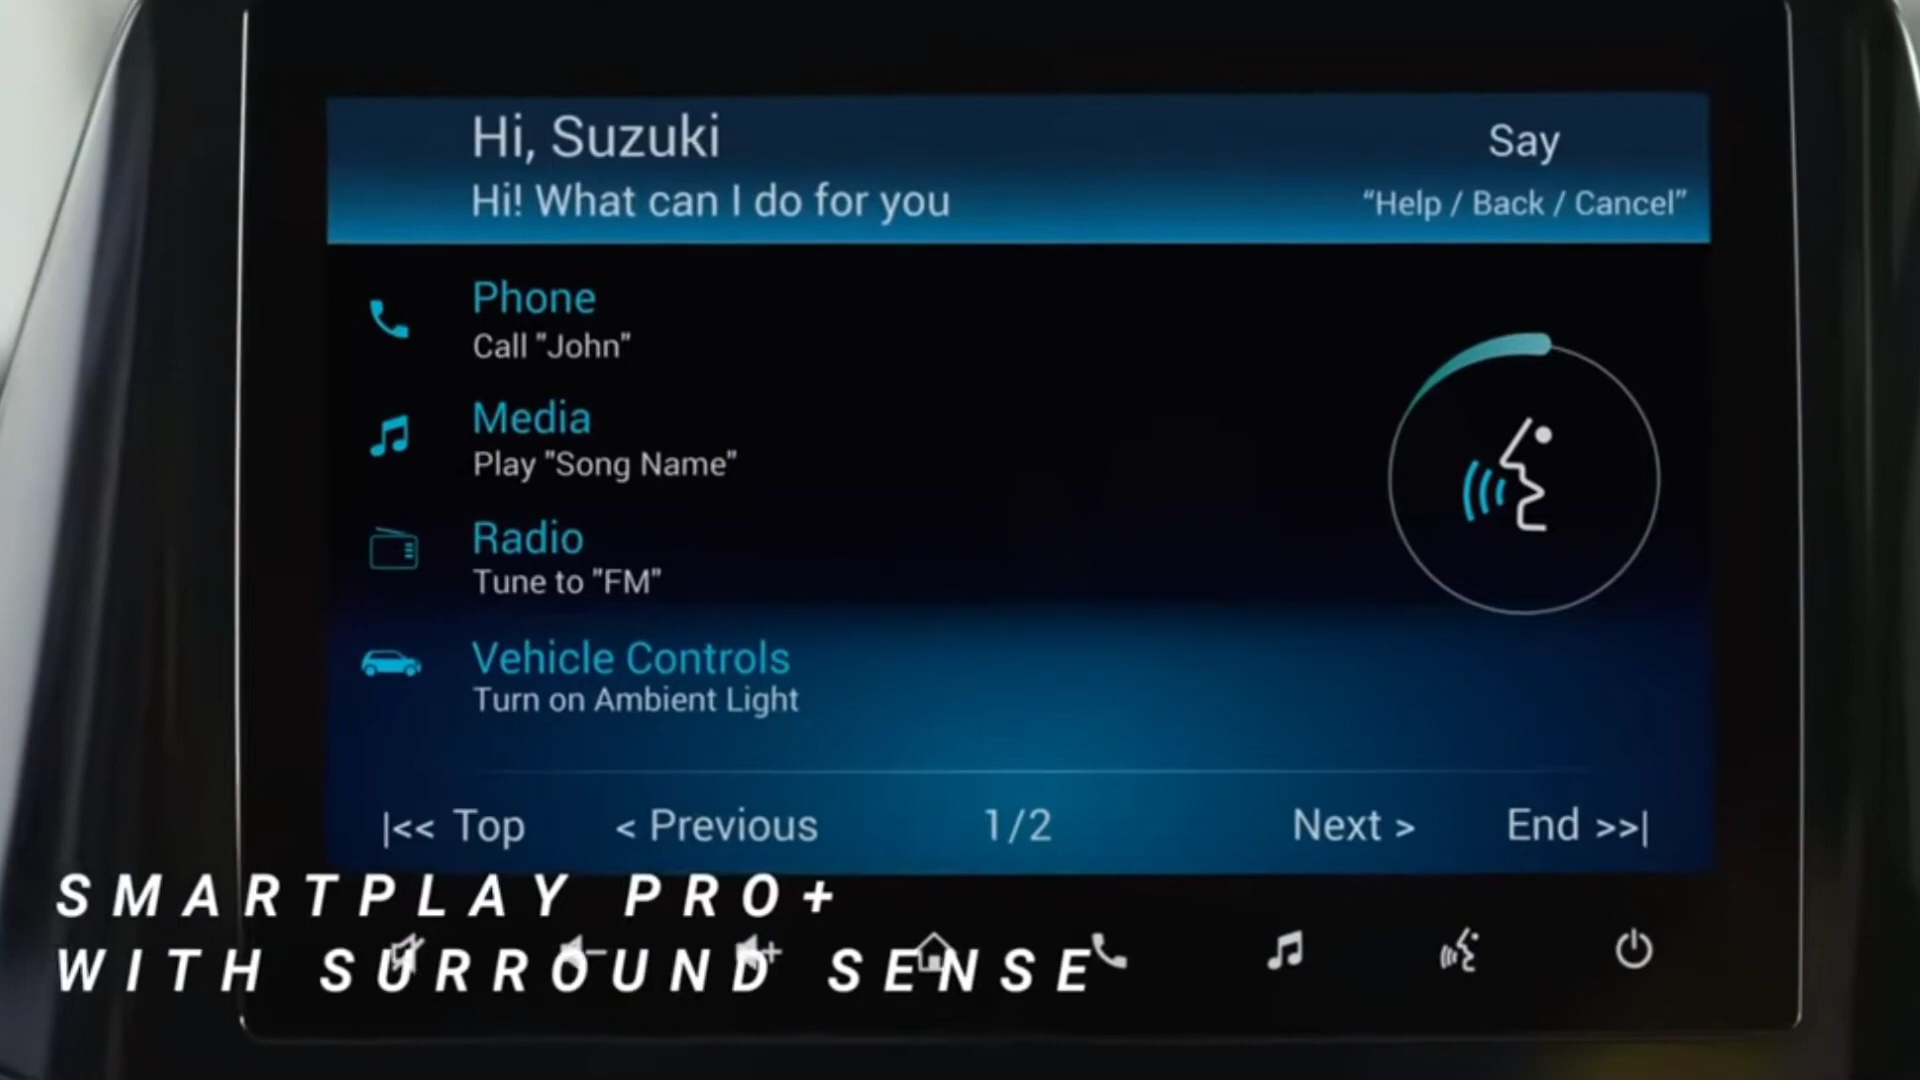 Hi, Suzuki
Say
Hi! What can I do for you
“Help / Back / Cancel”
Phone
Call "John"
Media
Play "Song Name"
Radio
Tune to "FM"
Vehicle Controls
Turn on Ambient Light
|<< Top < Previous 1/2 Next > End >>|
SMARTPLAY PRO+
WITH SURROUND SENSE